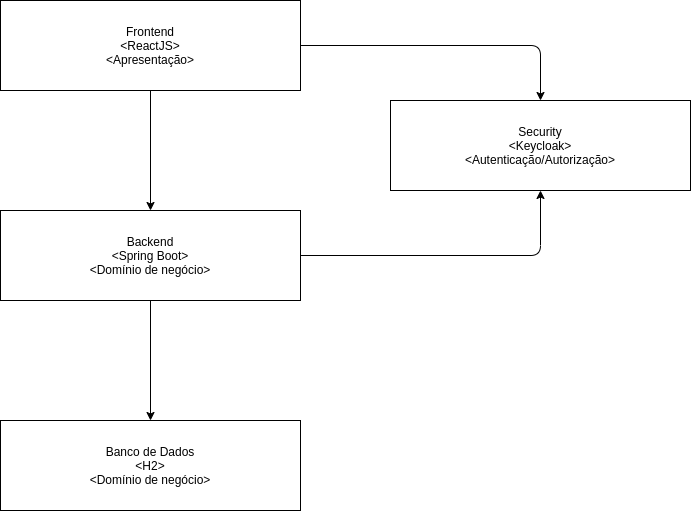 Frontend
<ReactJS>
<Apresentação>
Security
<Keycloak>
<Autenticação/Autorização>
Backend
<Spring Boot>
<Domínio de negócio>
Banco de Dados
<H2>
<Domínio de negócio>